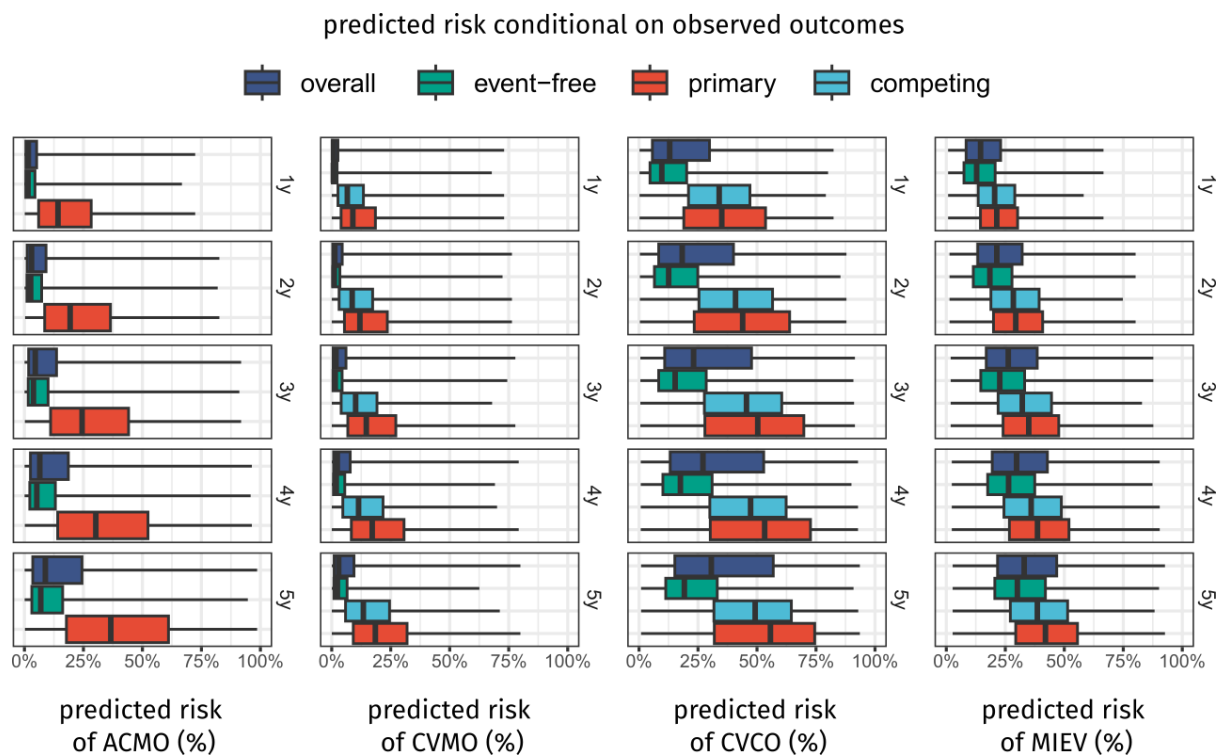 predicted risk conditional on observed outcomes
overall event-free primary competing
1y 1y 1y 1y
2y 2y 2y 2y
3y 3y 3y 3y
4y 4y 4y 4y
5y 5y 5y 5y
0% 25% 50% 75% 100% 0% 25% 50% 75% 100% 0% 25% 50% 75% 100% 0% 25% 50% 75% 100%
predicted risk predicted risk predicted risk predicted risk
of ACMO (%) of CVMO (%) of CVCO (%) of MIEV (%)